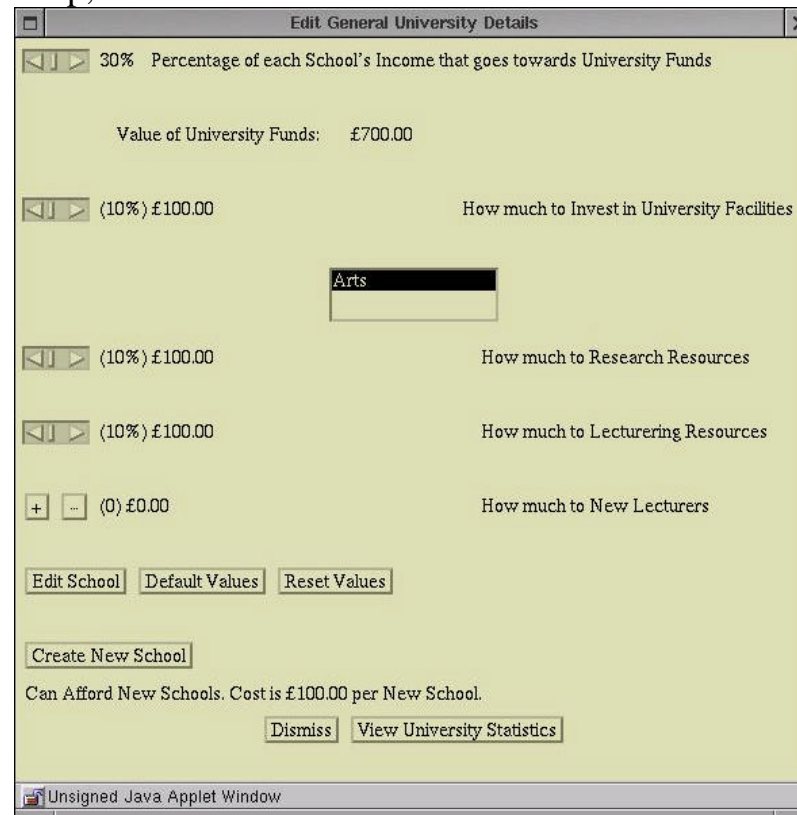 Edit General University Details
30% Percentage of each School's Income that goes towards University Funds
Value of University Funds: £700.00
(10%) £100.00 How much to Invest in University Facilities
Arts
(10%) £100.00 How much to Research Resources
(10%) £100.00 How much to Lecturering Resources
+ - (0) £0.00 How much to New Lecturers
Edit School Default Values Reset Values
Create New School
Can Afford New Schools. Cost is £100.00 per New School.
Dismiss View University Statistics
Unsigned Java Applet Window